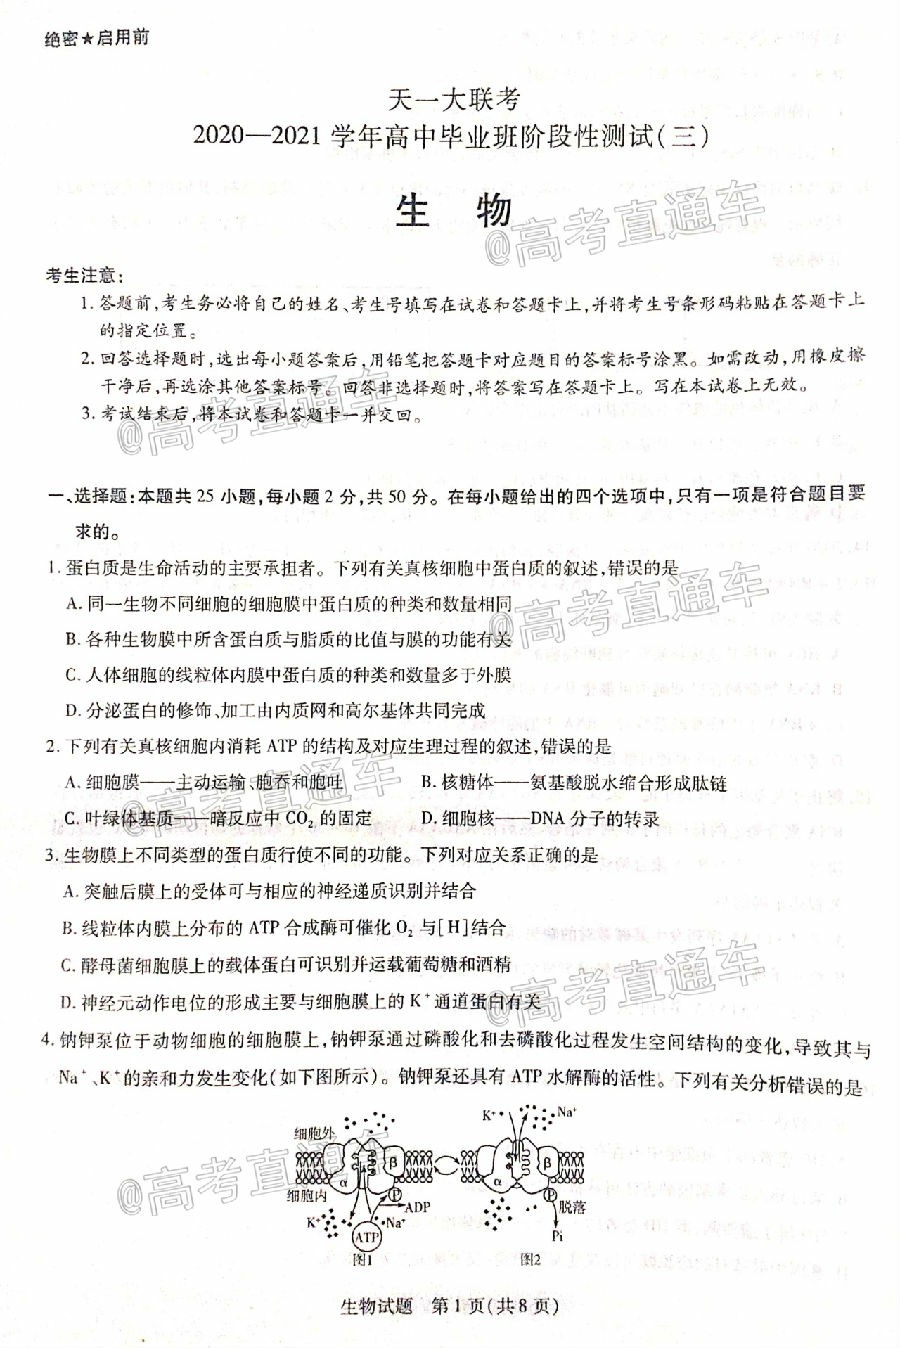 绝密★启用前
天一大联考
2020—2021 学年高中毕业班阶段性测试(三)
生 物
@高考直通车
考生注意:
1.答题前,考生务必将自己的姓名、考生号填写在试卷和答题卡上,并将考生号条形码粘贴在答题卡上
的指定位置。
2.回答选择题时,选出每小题答案后,用铅笔把答题卡对应题目的答案标号涂黑。如需改动,用橡皮擦
干净后,再选涂其他答案标号。回答非选择题时,将答案写在答题卡上。写在本试卷上无效。
3.考试结束后,将本试卷和答题卡一并交回。
@高考直通车
一、选择题:本题共 25 小题,每小题 2 分,共 50 分。在每小题给出的四个选项中,只有一项是符合题目要
求的。
1.蛋白质是生命活动的主要承担者。下列有关真核细胞中蛋白质的叙述,错误的是
A.同一生物不同细胞的细胞膜中蛋白质的种类和数量相同
@高考直通车
B.各种生物膜中所含蛋白质与脂质的比值与膜的功能有关
C.人体细胞的线粒体内膜中蛋白质的种类和数量多于外膜
D.分泌蛋白的修饰、加工由内质网和高尔基体共同完成
2.下列有关真核细胞内消耗 ATP 的结构及对应生理过程的叙述,错误的是
A.细胞膜——主动运输、胞吞和胞吐 B.核糖体——氨基酸脱水缩合形成肽链
@高考直通车
C.叶绿体基质——暗反应中 CO₂ 的固定 D.细胞核——DNA 分子的转录
3.生物膜上不同类型的蛋白质行使不同的功能。下列对应关系正确的是
A.突触后膜上的受体可与相应的神经递质识别并结合
B.线粒体内膜上分布的 ATP 合成酶可催化 O₂ 与[H]结合
C.酵母菌细胞膜上的载体蛋白可识别并运载葡萄糖和酒精
@高考直通车
D.神经元动作电位的形成主要与细胞膜上的 K⁺通道蛋白有关
4.钠钾泵位于动物细胞的细胞膜上,钠钾泵通过磷酸化和去磷酸化过程发生空间结构的变化,导致其与
Na⁺、K⁺的亲和力发生变化(如下图所示)。钠钾泵还具有 ATP 水解酶的活性。下列有关分析错误的是
K⁺ Na⁺
细胞外
α β α β
@高考直通车
细胞内 P ADP P 脱落
K⁺ Na⁺
ATP Pi
图1 图2
生物试题 第 1 页(共 8 页)